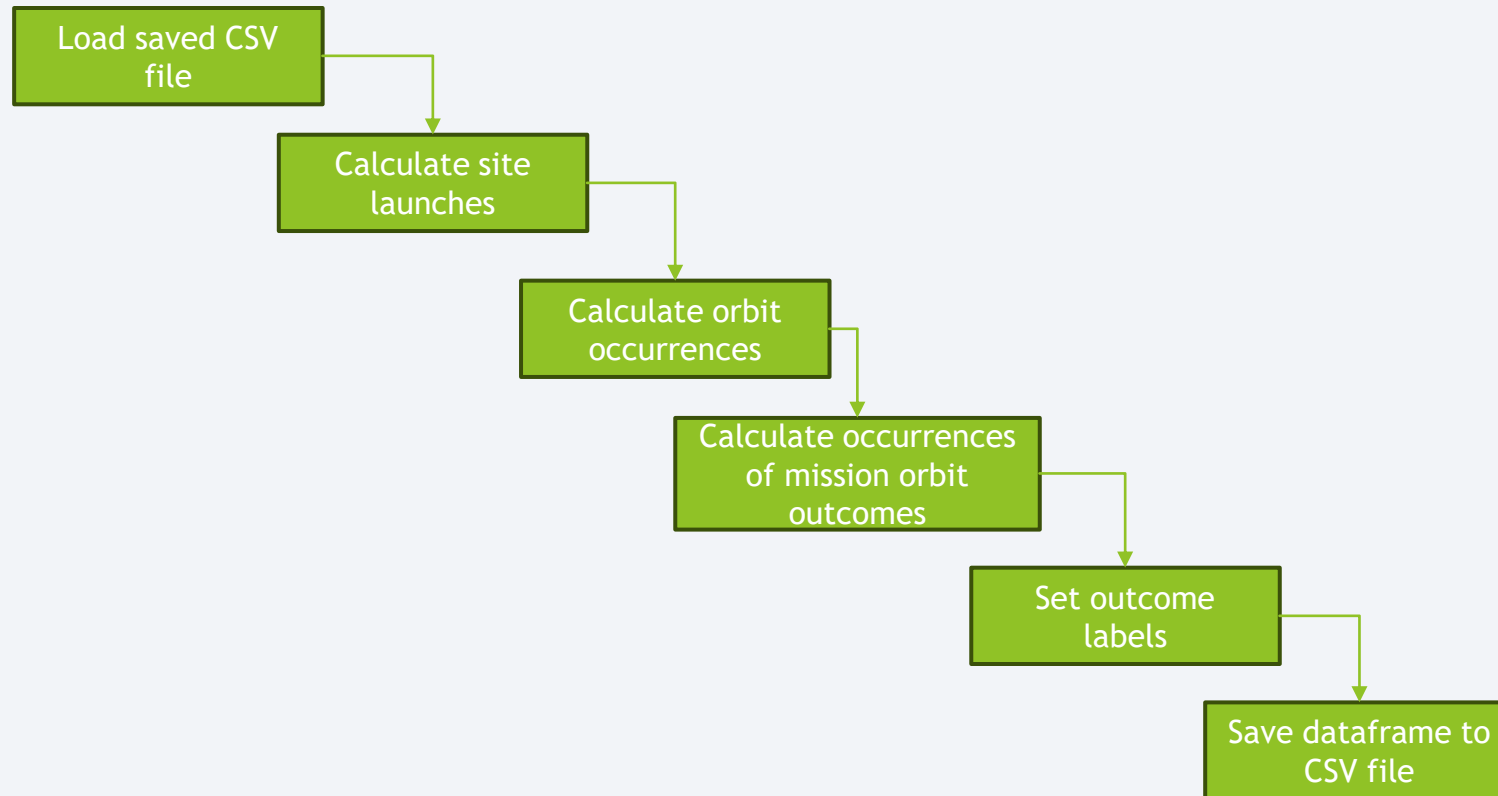 Load saved CSV
file
Calculate site
launches
Calculate orbit
occurrences
Calculate occurrences
of mission orbit
outcomes
Set outcome
labels
Save dataframe to
CSV file